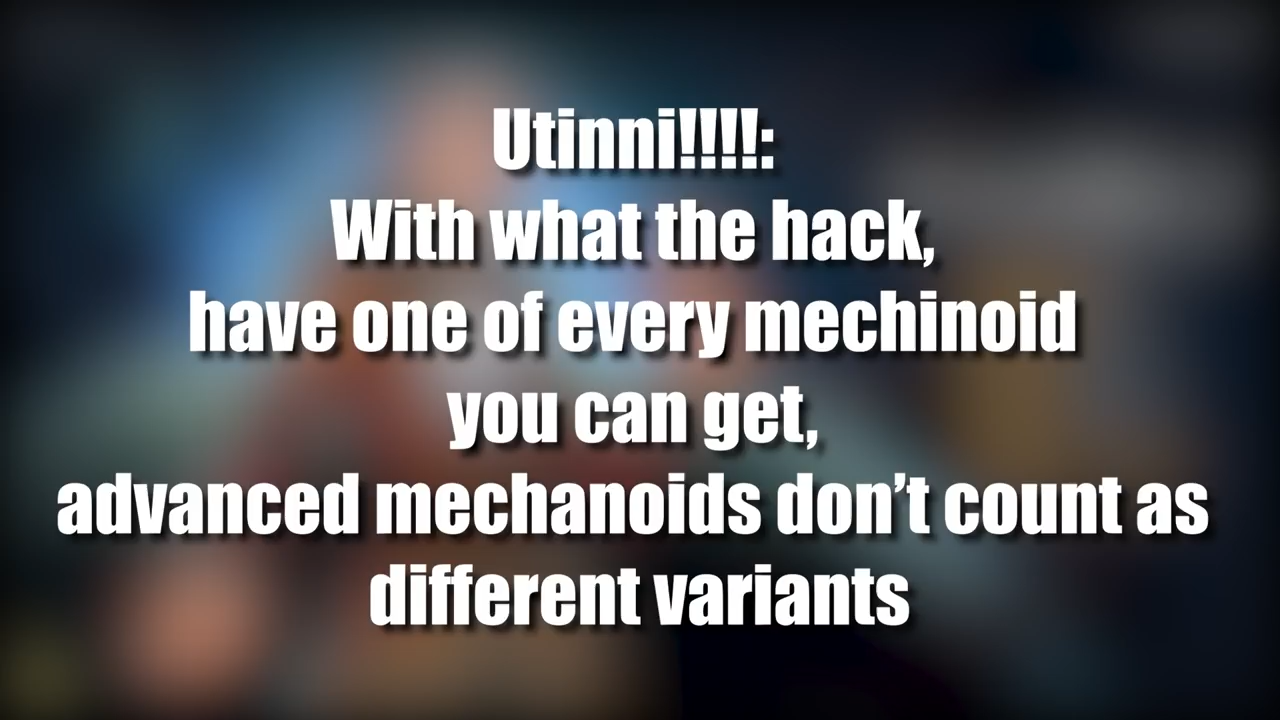 Utinni!!!!!:
With what the hack,
have one of every mechinoid
you can get,
advanced mechanoids don’t count as
different variants